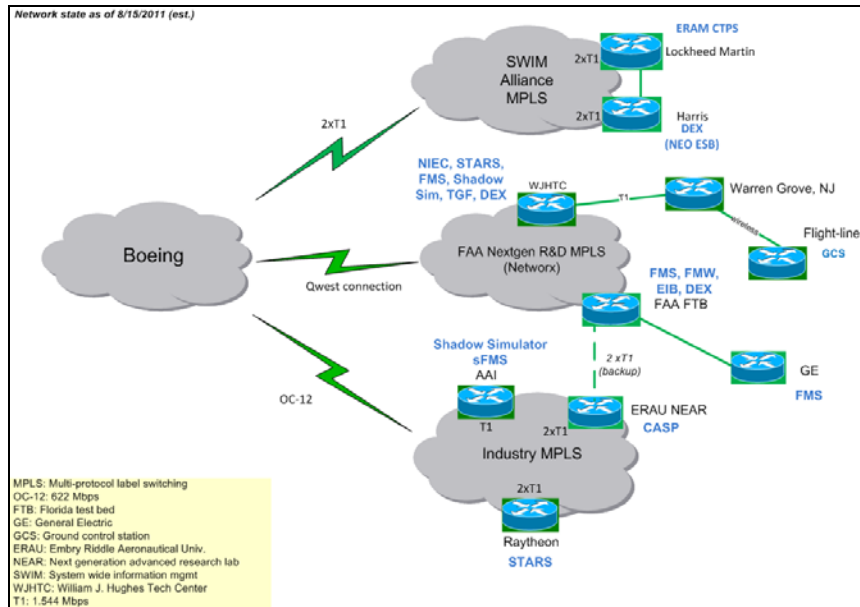 Network state as of 8/15/2011 (est.)
ERAM CTPS
SWIM
Alliance
MPLS
2xT1
Lockheed Martin
2xT1
Harris
DEX
(NEO ESB)
2xT1
NIEC, STARS,
FMS, Shadow
Sim, TGF, DEX
WJHTC
T1
Warren Grove, NJ
wireless
Flight-line
GCS
Boeing
FAA Nextgen R&D MPLS
(Networx)
Qwest connection
FMS, FMW,
EIB, DEX
FAA FTB
2 xT1
(backup)
GE
FMS
Shadow Simulator
sFMS
AAI
T1
OC-12
ERAU NEAR
CASP
2xT1
Industry MPLS
2xT1
Raytheon
STARS
MPLS: Multi-protocol label switching
OC-12: 622 Mbps
FTB: Florida test bed
GE: General Electric
GCS: Ground control station
ERAU: Embry Riddle Aeronautical Univ.
NEAR: Next generation advanced research lab
SWIM: System wide information mgmt
WJHTC: William J. Hughes Tech Center
T1: 1.544 Mbps